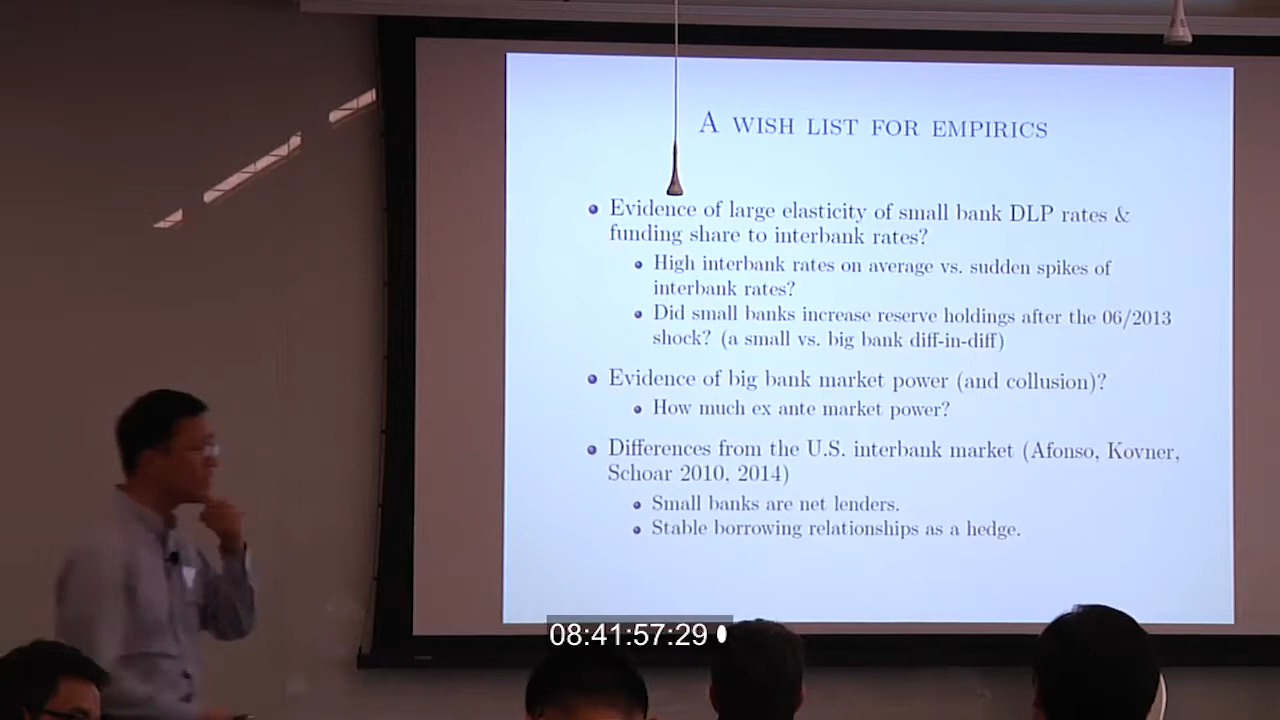 A WISH LIST FOR EMPIRICS
Evidence of large elasticity of small bank DLP rates &
funding share to interbank rates?
High interbank rates on average vs. sudden spikes of
interbank rates?
Did small banks increase reserve holdings after the 06/2013
shock? (a small vs. big bank diff-in-diff)
Evidence of big bank market power (and collusion)?
How much ex ante market power?
Differences from the U.S. interbank market (Afonso, Kovner,
Schoar 2010, 2014)
Small banks are net lenders.
Stable borrowing relationships as a hedge.
08:41:57:29